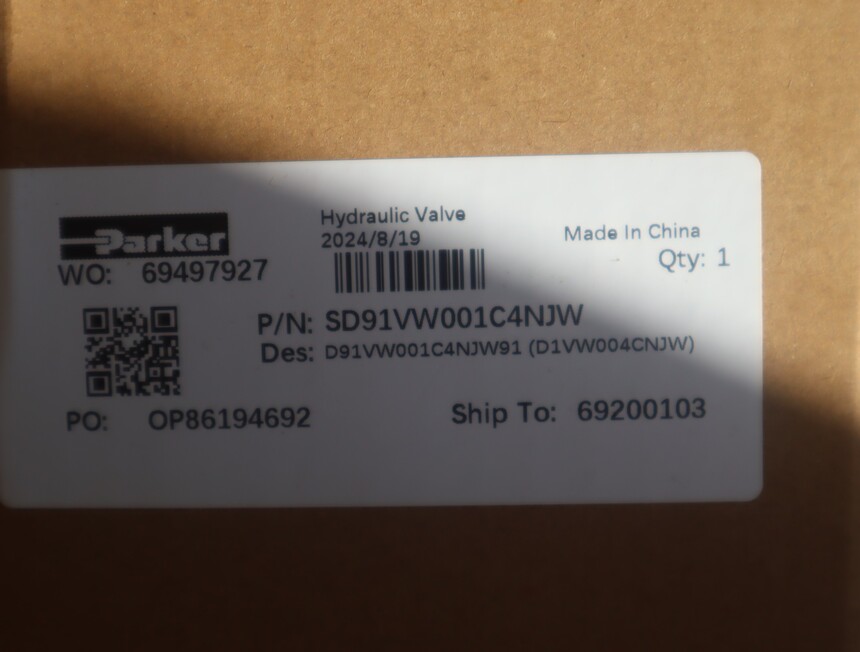 Parker
Hydraulic Valve
2024/8/19
Made In China
WO: 69497927
Qty: 1
P/N: SD91VW001C4NJW
Des: D91VW001C4NJW91 (D1VW004CNJW)
PO: OP86194692
Ship To: 69200103